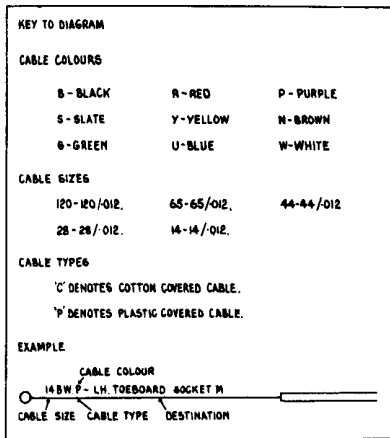 KEY TO DIAGRAM
CABLE COLOURS
B - BLACK R - RED P - PURPLE
S - SLATE Y - YELLOW N - BROWN
G - GREEN U - BLUE W - WHITE
CABLE SIZES
120 - 120/·012. 65 - 65/·012. 44 - 44/·012
28 - 28/·012. 14 - 14/·012.
CABLE TYPES
'C' DENOTES COTTON COVERED CABLE.
'P' DENOTES PLASTIC COVERED CABLE.
EXAMPLE
CABLE COLOUR
14 BW P - LH. TOEBOARD SOCKET M
CABLE SIZE CABLE TYPE DESTINATION